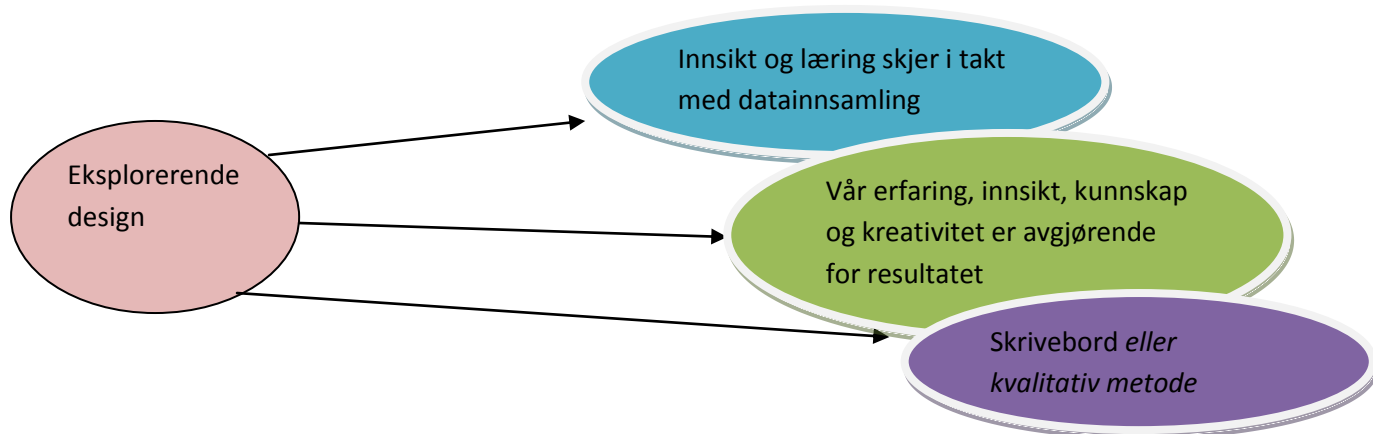 Eksplorerende
design
Innsikt og læring skjer i takt
med datainnsamling
Vår erfaring, innsikt, kunnskap
og kreativitet er avgjørende
for resultatet
Skrivebord eller
kvalitativ metode